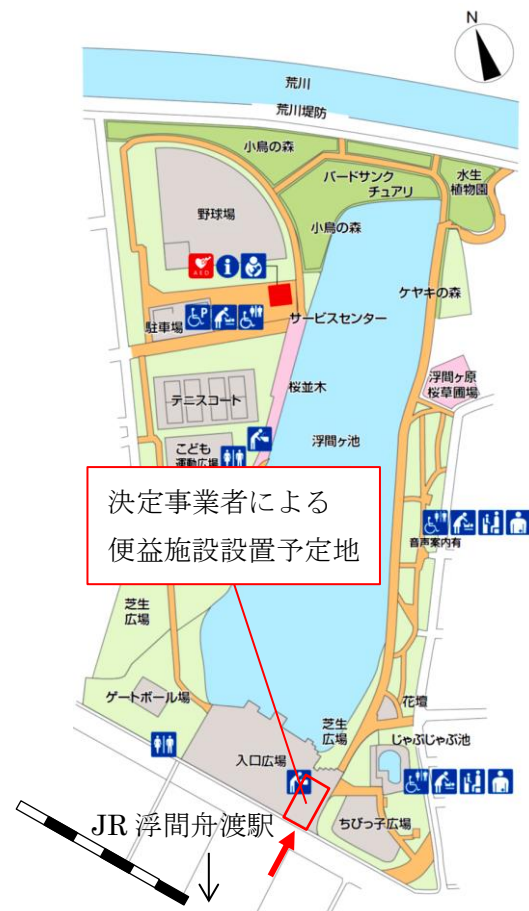 N
荒川
荒川堤防
小鳥の森
バードサンク
チュアリ
水生
植物園
野球場
小鳥の森
AED
ケヤキの森
サービスセンター
P
駐車場
桜並木
浮間ヶ原
桜草圃場
テニスコート
浮間ヶ池
こども
運動広場
決定事業者による
便益施設設置予定地
音声案内有
芝生
広場
ゲートボール場
花壇
芝生
広場
じゃぶじゃぶ池
入口広場
JR 浮間舟渡駅
ちびっ子広場